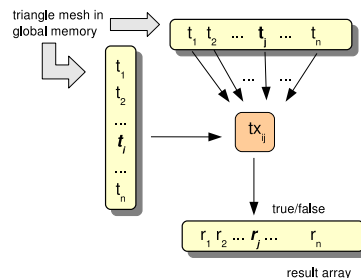 triangle mesh in
global memory
t1 t2 ... tj ... tn
t1
t2
...
ti
...
tn
... ...
txij
true/false
r1 r2 ... rj ... rn
result array